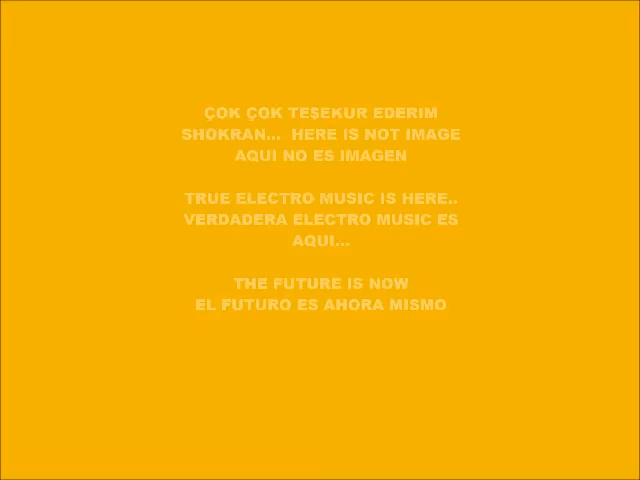 ÇOK ÇOK TEŞEKUR EDERIM
SHOKRAN... HERE IS NOT IMAGE
AQUI NO ES IMAGEN
TRUE ELECTRO MUSIC IS HERE..
VERDADERA ELECTRO MUSIC ES
AQUI...
THE FUTURE IS NOW
EL FUTURO ES AHORA MISMO